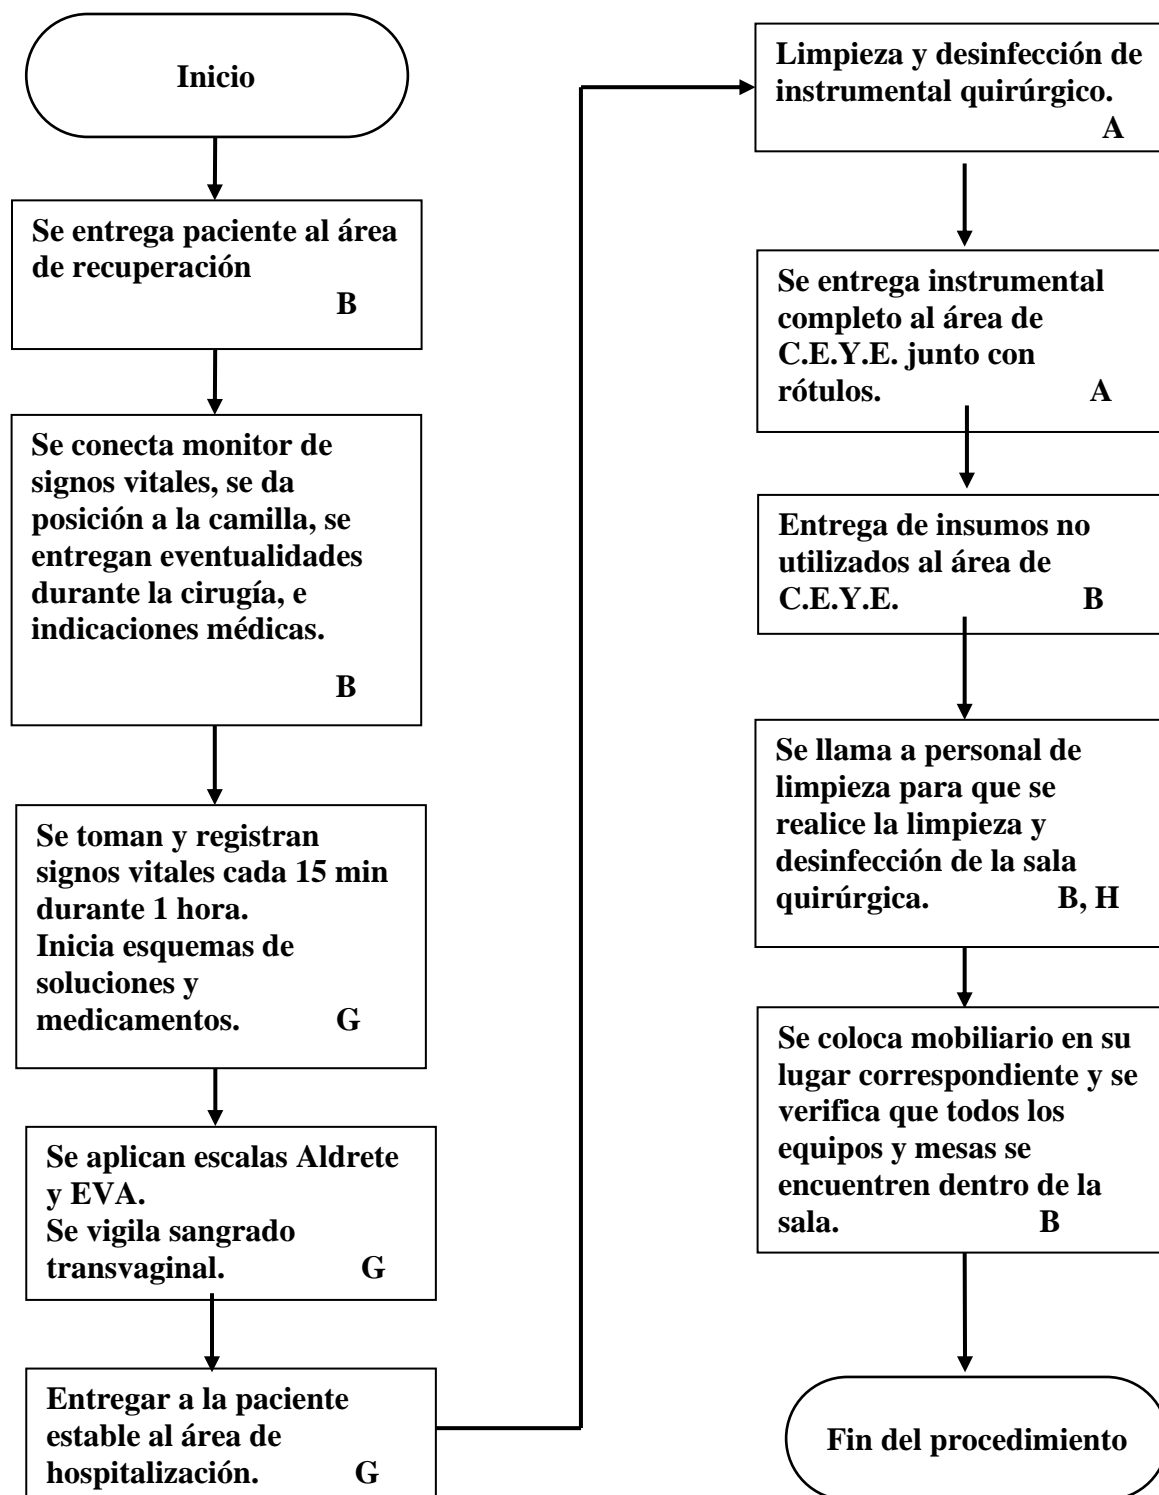 Inicio
Se entrega paciente al área
de recuperación
B
Se conecta monitor de
signos vitales, se da
posición a la camilla, se
entregan eventualidades
durante la cirugía, e
indicaciones médicas.
B
Se toman y registran
signos vitales cada 15 min
durante 1 hora.
Inicia esquemas de
soluciones y
medicamentos. G
Se aplican escalas Aldrete
y EVA.
Se vigila sangrado
transvaginal. G
Entregar a la paciente
estable al área de
hospitalización. G
Limpieza y desinfección de
instrumental quirúrgico.
A
Se entrega instrumental
completo al área de
C.E.Y.E. junto con
rótulos. A
Entrega de insumos no
utilizados al área de
C.E.Y.E. B
Se llama a personal de
limpieza para que se
realice la limpieza y
desinfección de la sala
quirúrgica. B, H
Se coloca mobiliario en su
lugar correspondiente y se
verifica que todos los
equipos y mesas se
encuentren dentro de la
sala. B
Fin del procedimiento